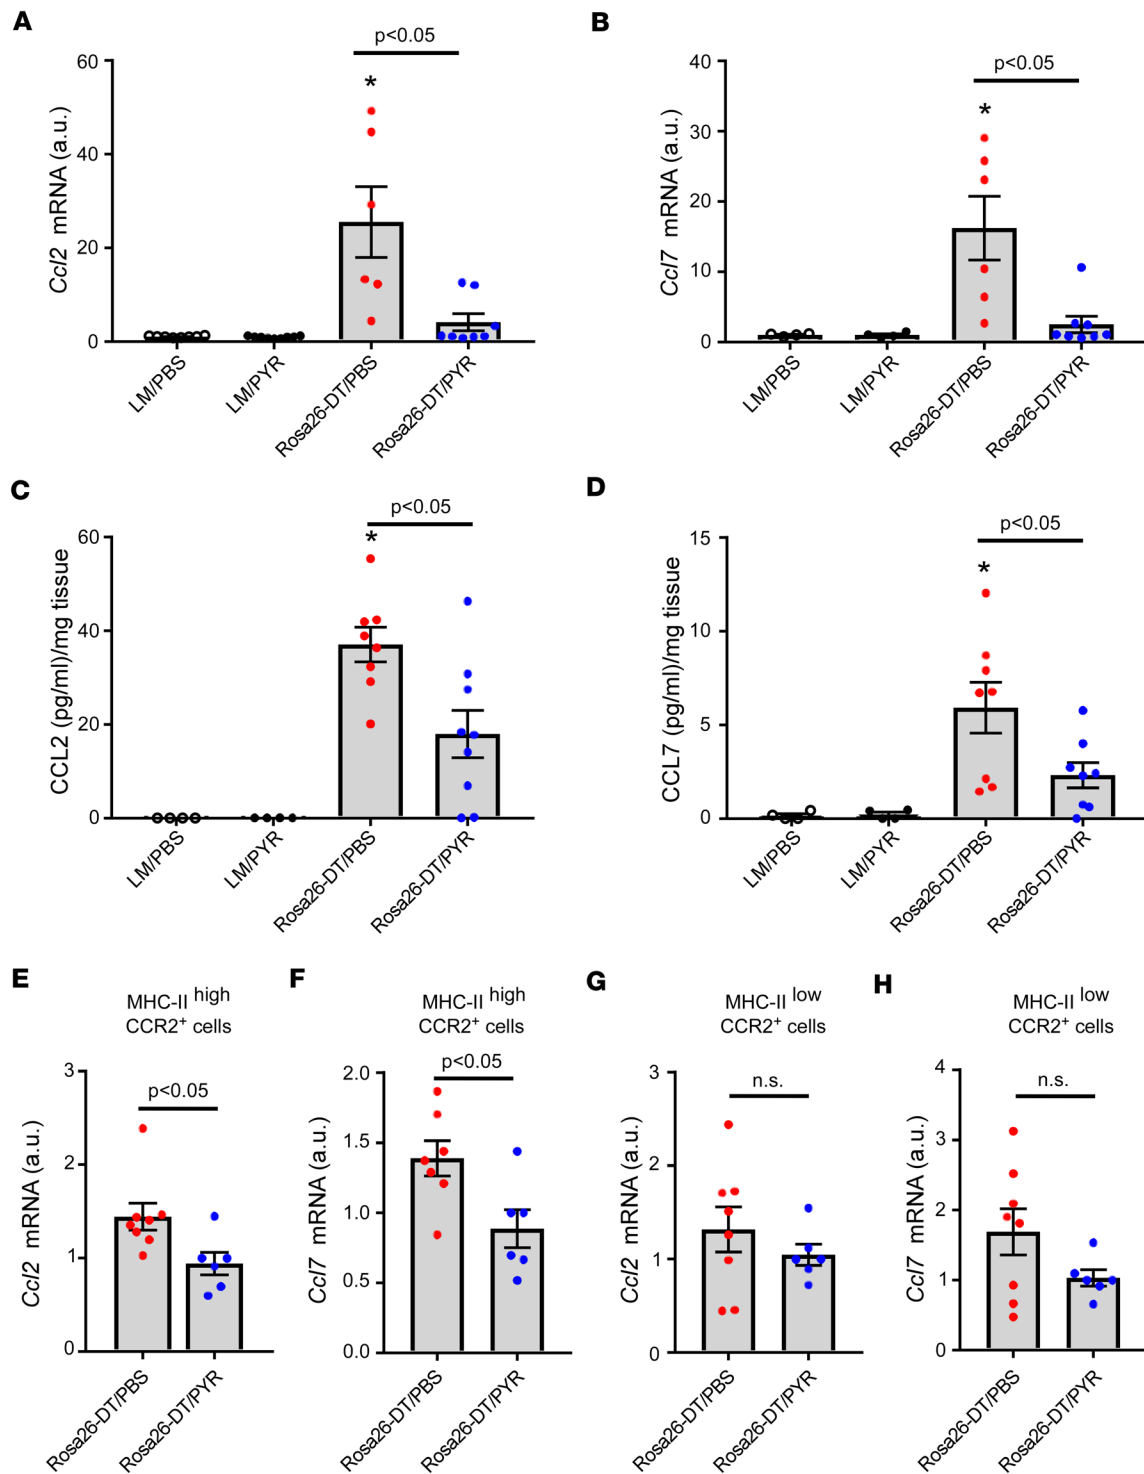 A
p<0.05
*
Ccl2 mRNA (a.u.)
60
40
20
0
LM/PBS
LM/PYR
Rosa26-DT/PBS
Rosa26-DT/PYR
B
p<0.05
*
Ccl7 mRNA (a.u.)
40
30
20
10
0
LM/PBS
LM/PYR
Rosa26-DT/PBS
Rosa26-DT/PYR
C
p<0.05
*
CCL2 (pg/ml)/mg tissue
60
40
20
0
LM/PBS
LM/PYR
Rosa26-DT/PBS
Rosa26-DT/PYR
D
p<0.05
*
CCL7 (pg/ml)/mg tissue
15
10
5
0
LM/PBS
LM/PYR
Rosa26-DT/PBS
Rosa26-DT/PYR
E
MHC-II high
CCR2+ cells
p<0.05
Ccl2 mRNA (a.u.)
3
2
1
0
Rosa26-DT/PBS
Rosa26-DT/PYR
F
MHC-II high
CCR2+ cells
p<0.05
Ccl7 mRNA (a.u.)
2.0
1.5
1.0
0.5
0.0
Rosa26-DT/PBS
Rosa26-DT/PYR
G
MHC-II low
CCR2+ cells
n.s.
Ccl2 mRNA (a.u.)
3
2
1
0
Rosa26-DT/PBS
Rosa26-DT/PYR
H
MHC-II low
CCR2+ cells
n.s.
Ccl7 mRNA (a.u.)
4
3
2
1
0
Rosa26-DT/PBS
Rosa26-DT/PYR